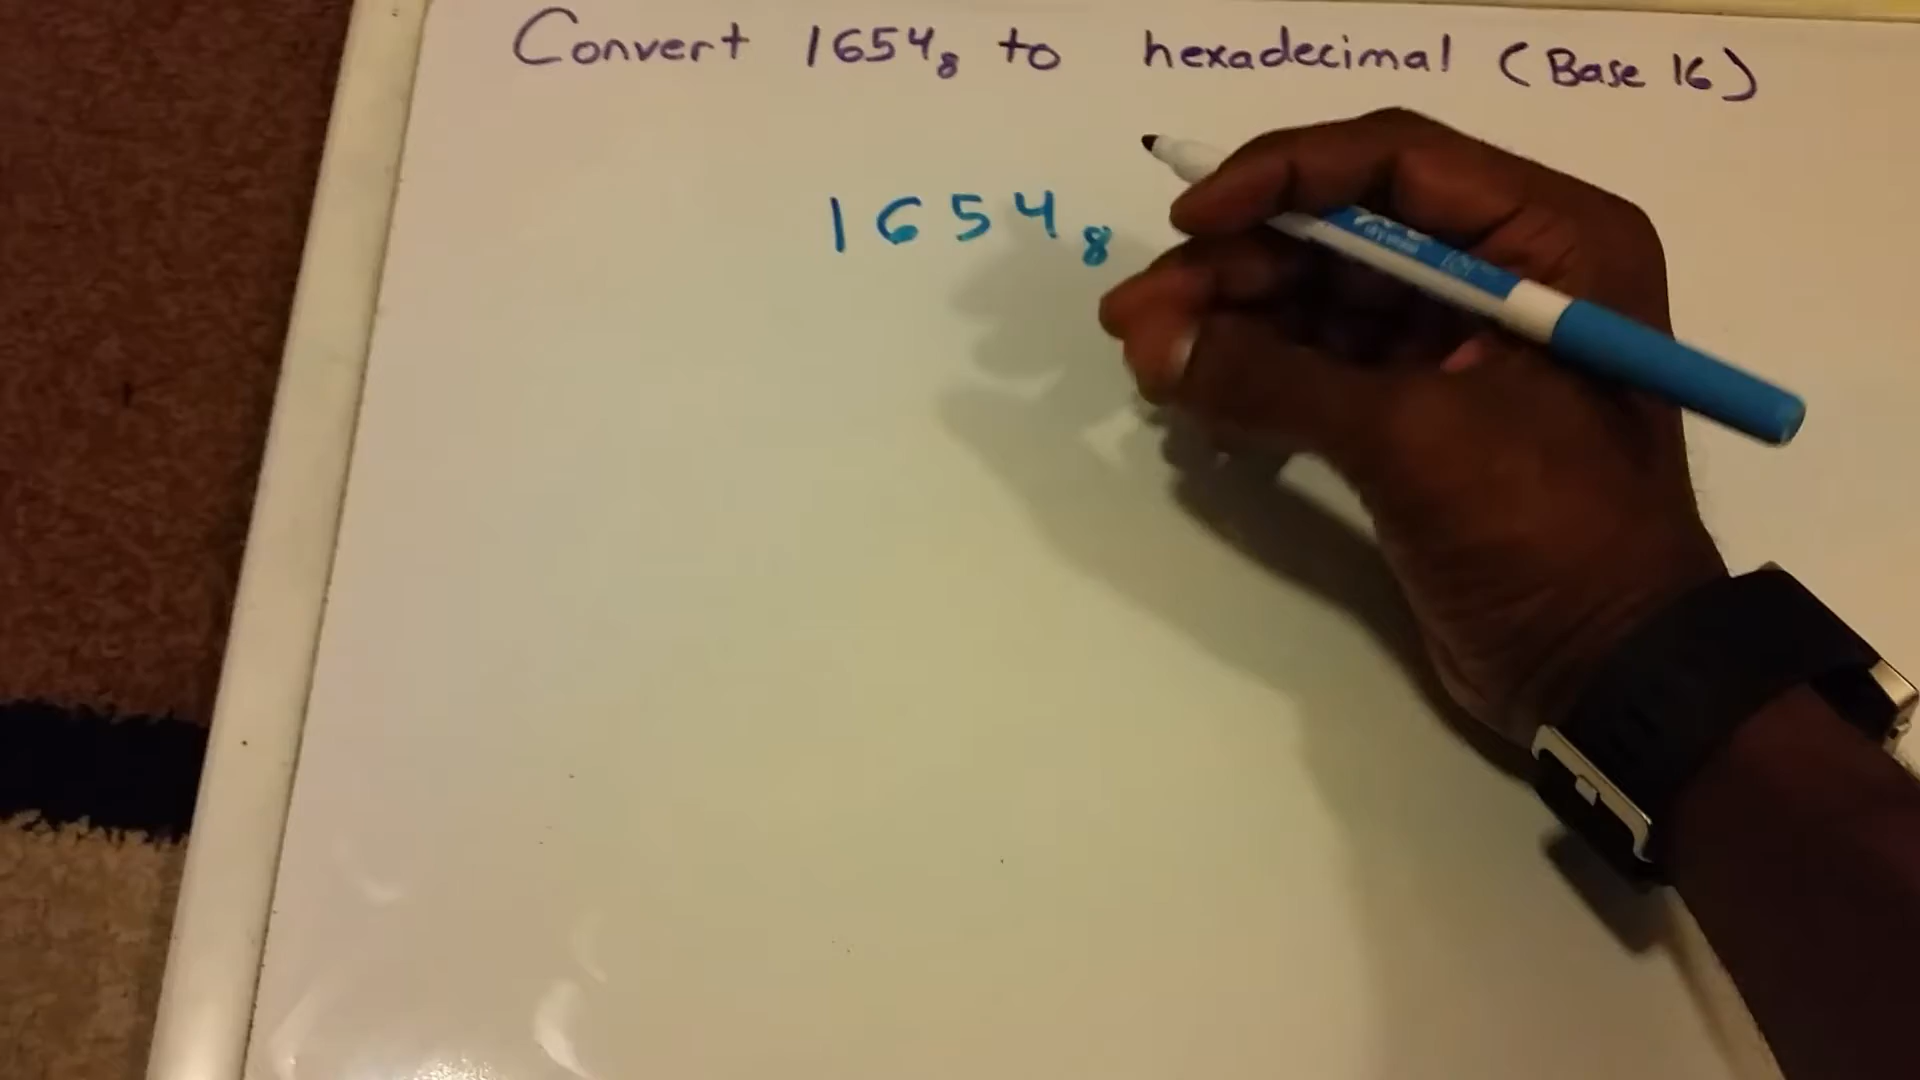 Convert 1654₈ to hexadecimal (Base 16)
1654₈